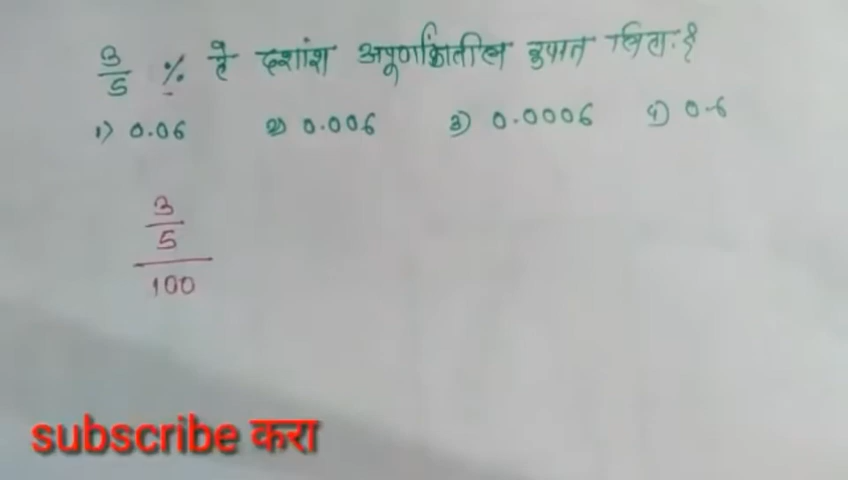 3/5 % हे दशांश अपूर्णांकातील रुपात लिहा.?
1) 0.06 2) 0.006 3) 0.0006 4) 0.6
3
5
100
subscribe करा